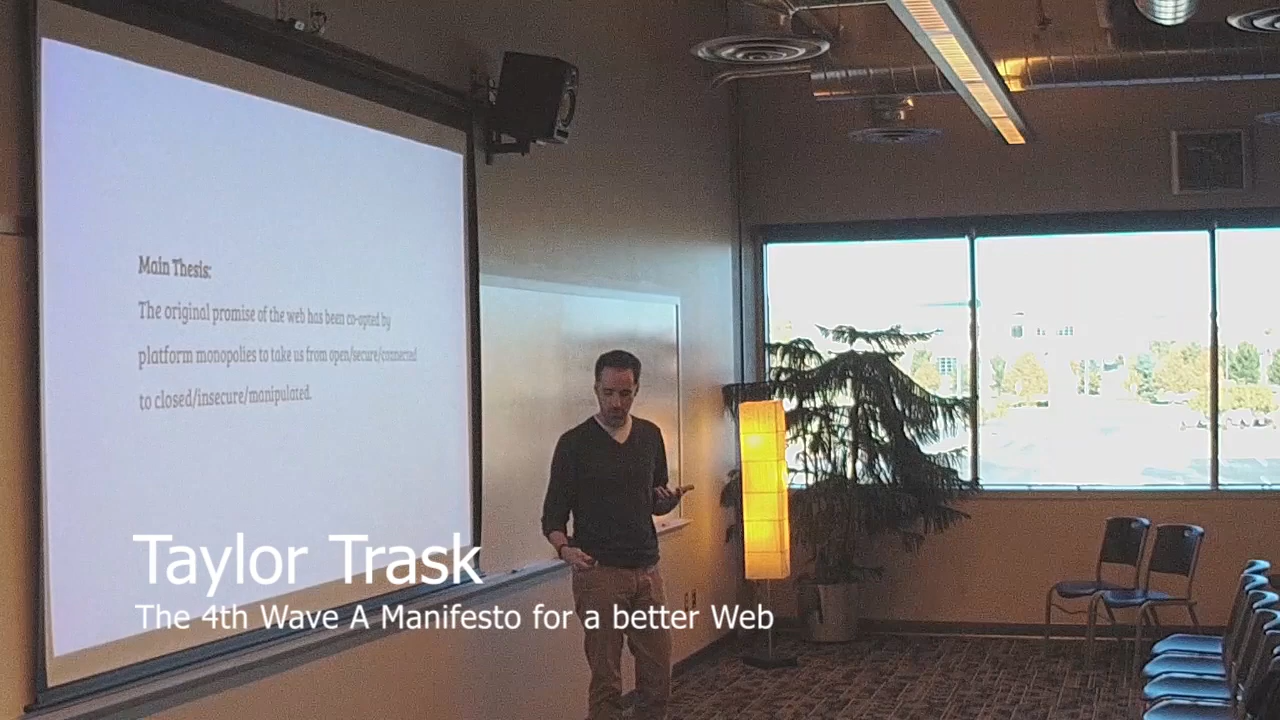 Main Thesis:
The original promise of the web has been co-opted by
platform monopolies to take us from open/secure/connected
to closed/insecure/manipulated.
Taylor Trask
The 4th Wave A Manifesto for a better Web